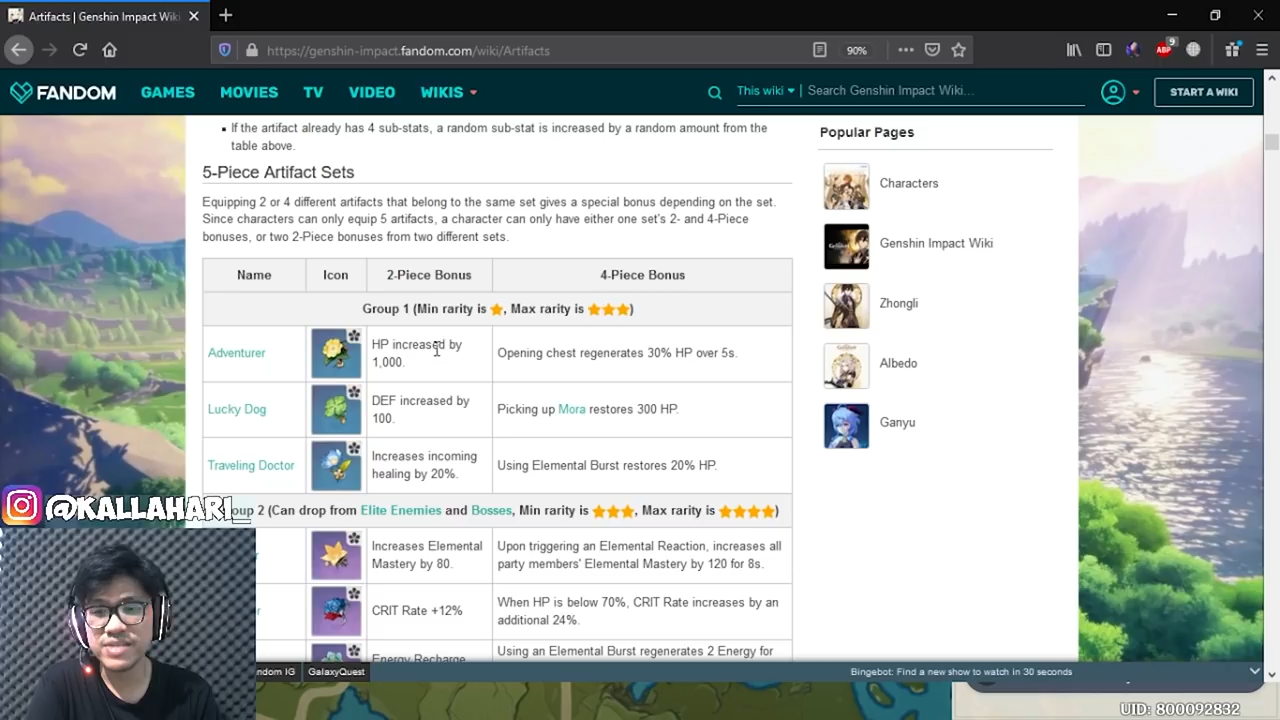 Artifacts | Genshin Impact Wiki
https://genshin-impact.fandom.com/wiki/Artifacts
90%
ABP
9
FANDOM
GAMES
MOVIES
TV
VIDEO
WIKIS
This wiki
Search Genshin Impact Wiki...
START A WIKI
If the artifact already has 4 sub-stats, a random sub-stat is increased by a random amount from the
table above.
5-Piece Artifact Sets
Equipping 2 or 4 different artifacts that belong to the same set gives a special bonus depending on the set.
Since characters can only equip 5 artifacts, a character can only have either one set's 2- and 4-Piece
bonuses, or two 2-Piece bonuses from two different sets.
Name Icon 2-Piece Bonus 4-Piece Bonus
Group 1 (Min rarity is ⭐, Max rarity is ⭐⭐⭐)
Adventurer
HP increased by
1,000.
Opening chest regenerates 30% HP over 5s.
Lucky Dog
DEF increased by
100.
Picking up Mora restores 300 HP.
Traveling Doctor
Increases incoming
healing by 20%.
Using Elemental Burst restores 20% HP.
oup 2 (Can drop from Elite Enemies and Bosses, Min rarity is ⭐⭐⭐, Max rarity is ⭐⭐⭐⭐)
Increases Elemental
Mastery by 80.
Upon triggering an Elemental Reaction, increases all
party members' Elemental Mastery by 120 for 8s.
CRIT Rate +12%
When HP is below 70%, CRIT Rate increases by an
additional 24%.
Energy Recharge
Using an Elemental Burst regenerates 2 Energy for
Popular Pages
Characters
Genshin Impact Wiki
Zhongli
Albedo
Ganyu
@KALLAHARI_
ndom IG
GalaxyQuest
Bingebot: Find a new show to watch in 30 seconds
UID: 800092832